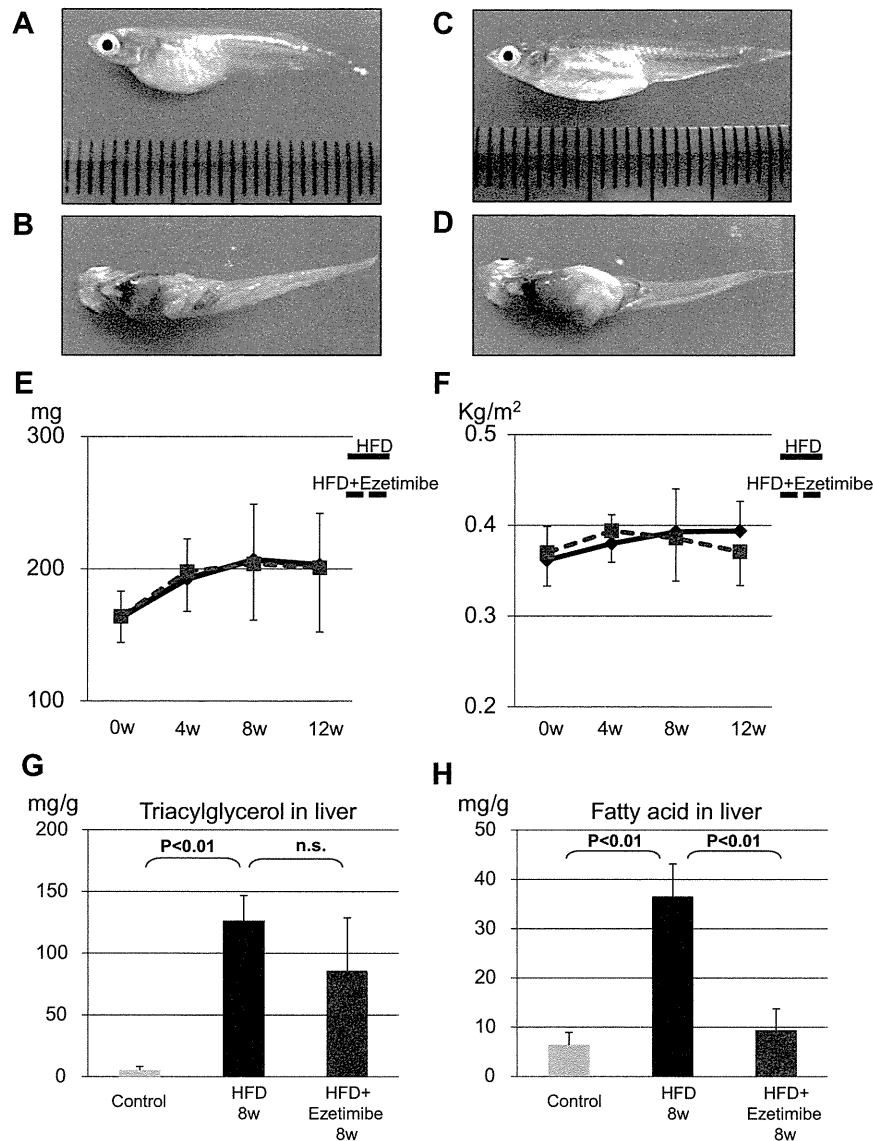 A
C
B
D
E
F
mg
Kg/m²
300
200
100
0w 4w 8w 12w
HFD
HFD+Ezetimibe
0.5
0.4
0.3
0.2
0w 4w 8w 12w
HFD
HFD+Ezetimibe
G
H
mg/g
Triacylglycerol in liver
200
150
100
50
0
P<0.01
n.s.
Control
HFD
8w
HFD+
Ezetimibe
8w
mg/g
Fatty acid in liver
50
40
30
20
10
0
P<0.01
P<0.01
Control
HFD
8w
HFD+
Ezetimibe
8w